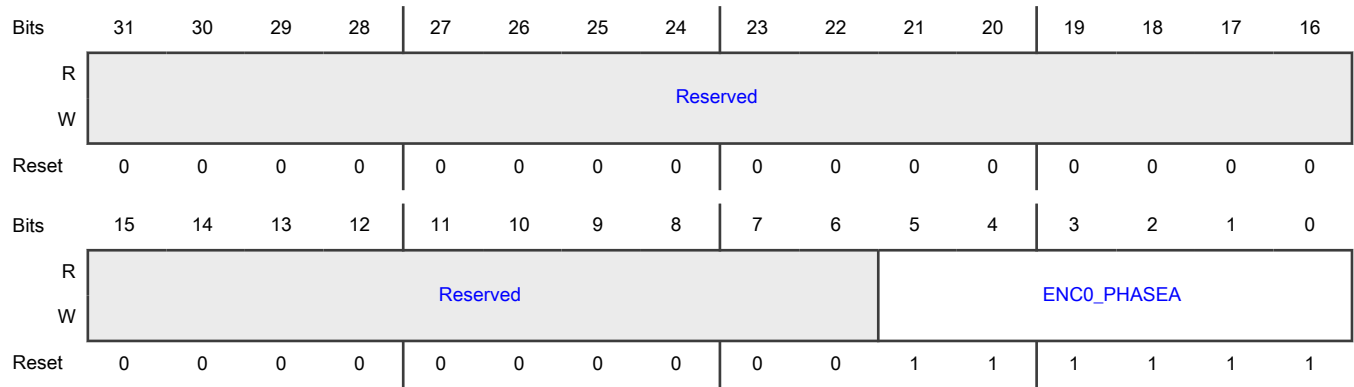 Bits 31 30 29 28 27 26 25 24 23 22 21 20 19 18 17 16
R
Reserved
W
Reset 0 0 0 0 0 0 0 0 0 0 0 0 0 0 0 0
Bits 15 14 13 12 11 10 9 8 7 6 5 4 3 2 1 0
R
Reserved ENC0_PHASEA
W
Reset 0 0 0 0 0 0 0 0 0 0 1 1 1 1 1 1